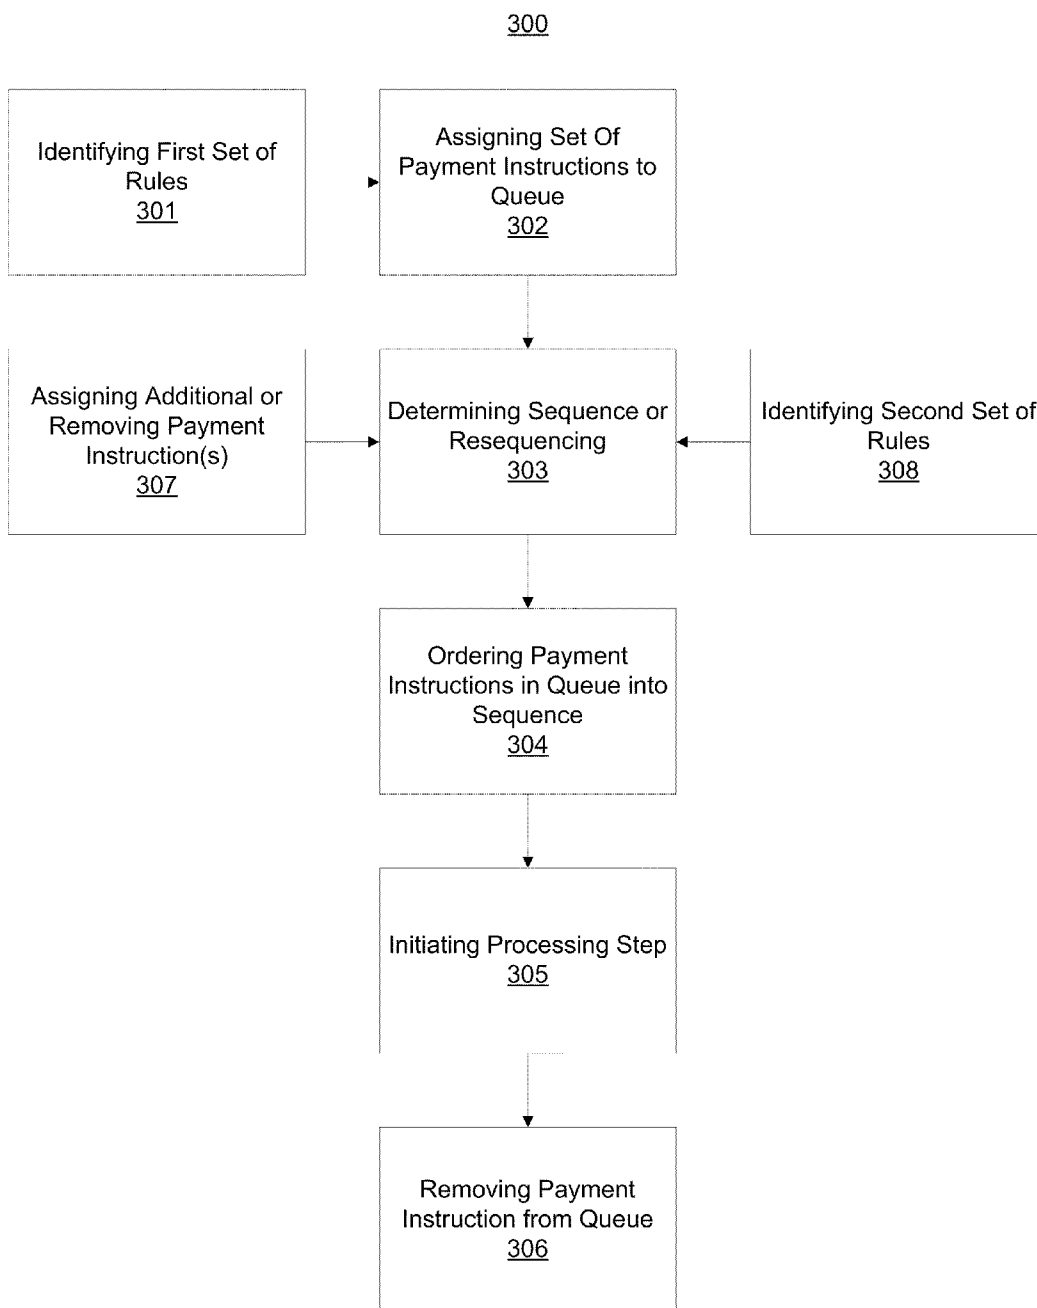 300
Identifying First Set of
Rules
301
Assigning Set Of
Payment Instructions to
Queue
302
Assigning Additional or
Removing Payment
Instruction(s)
307
Determining Sequence or
Resequencing
303
Identifying Second Set of
Rules
308
Ordering Payment
Instructions in Queue into
Sequence
304
Initiating Processing Step
305
Removing Payment
Instruction from Queue
306